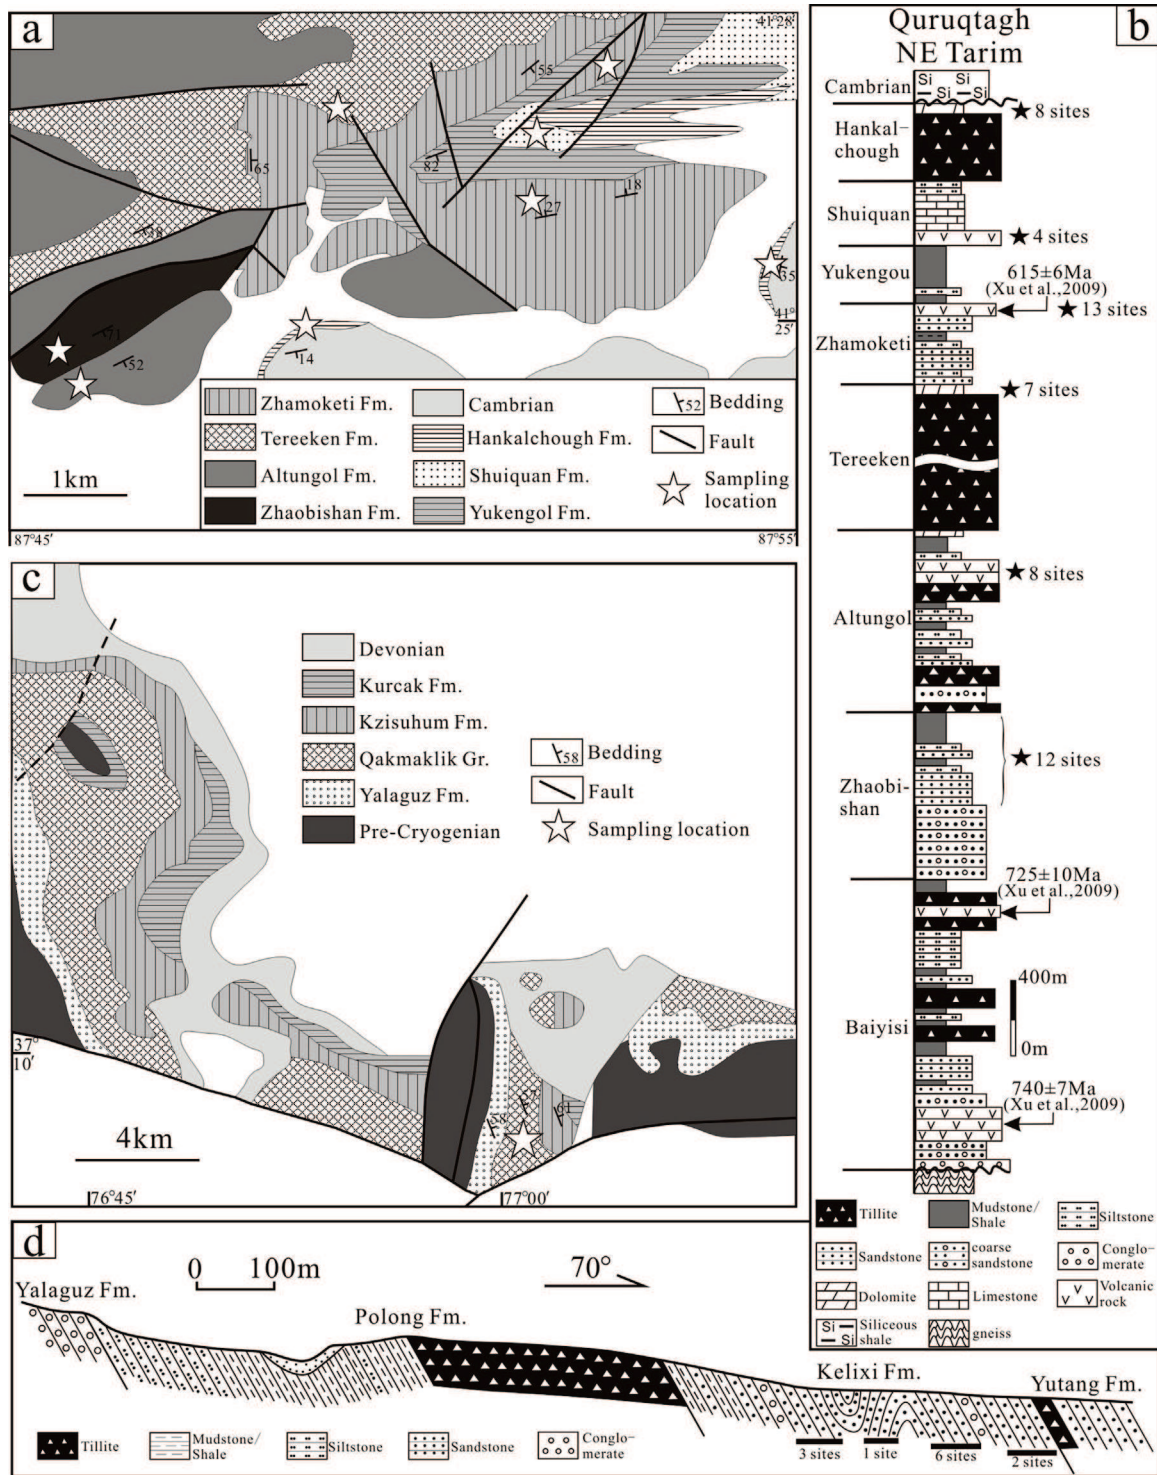 a
41°28′
55
65
82
18
27
38
71
52
14
35
41°
25′
Zhamoketi Fm.
Tereeken Fm.
Altungol Fm.
Zhaobishan Fm.
Cambrian
Hankalchough Fm.
Shuiquan Fm.
Yukengol Fm.
52 Bedding
Fault
Sampling
location
1km
87°45′
87°55′
b
Quruqtagh
NE Tarim
Cambrian
Si Si
Si Si
8 sites
Hankal-
chough
Shuiquan
4 sites
Yukengou
615±6Ma
(Xu et al.,2009)
13 sites
Zhamoketi
7 sites
Tereeken
8 sites
Altungol
12 sites
Zhaobi-
shan
725±10Ma
(Xu et al.,2009)
400m
0m
Baiyisi
740±7Ma
(Xu et al.,2009)
Tillite
Mudstone/
Shale
Siltstone
Sandstone
coarse
sandstone
Conglo-
merate
Dolomite
Limestone
Volcanic
rock
Si
Si
Siliceous
shale
gneiss
c
Devonian
Kurcak Fm.
Kzisuhum Fm.
Qakmaklik Gr.
Yalaguz Fm.
Pre-Cryogenian
58 Bedding
Fault
Sampling location
37°
10′
61
4km
76°45′
77°00′
d
0 100m
70°
Yalaguz Fm.
Polong Fm.
Kelixi Fm.
Yutang Fm.
3 sites
1 site
6 sites
2 sites
Tillite
Mudstone/
Shale
Siltstone
Sandstone
Conglo-
merate